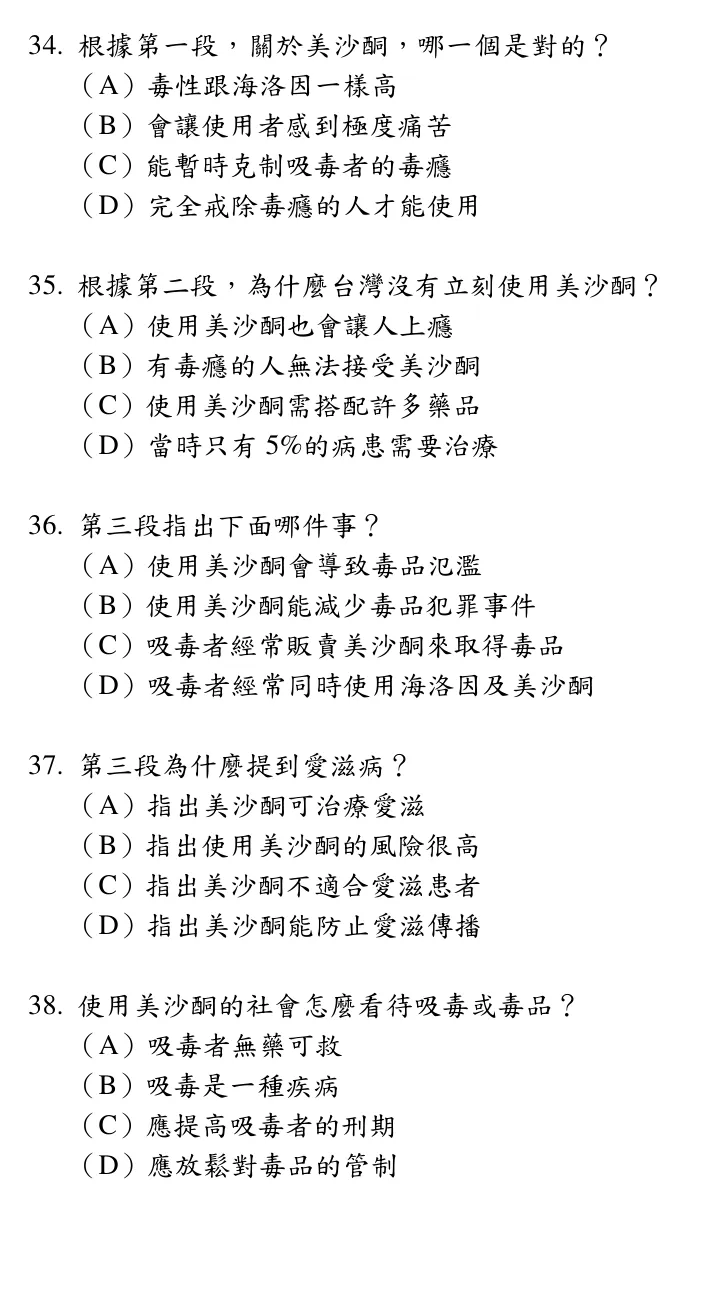 34. 根據第一段，關於美沙酮，哪一個是對的？
（A）毒性跟海洛因一樣高
（B）會讓使用者感到極度痛苦
（C）能暫時克制吸毒者的毒癮
（D）完全戒除毒癮的人才能使用
35. 根據第二段，為什麼台灣沒有立刻使用美沙酮？
（A）使用美沙酮也會讓人上癮
（B）有毒癮的人無法接受美沙酮
（C）使用美沙酮需搭配許多藥品
（D）當時只有 5%的病患需要治療
36. 第三段指出下面哪件事？
（A）使用美沙酮會導致毒品氾濫
（B）使用美沙酮能減少毒品犯罪事件
（C）吸毒者經常販賣美沙酮來取得毒品
（D）吸毒者經常同時使用海洛因及美沙酮
37. 第三段為什麼提到愛滋病？
（A）指出美沙酮可治療愛滋
（B）指出使用美沙酮的風險很高
（C）指出美沙酮不適合愛滋患者
（D）指出美沙酮能防止愛滋傳播
38. 使用美沙酮的社會怎麼看待吸毒或毒品？
（A）吸毒者無藥可救
（B）吸毒是一種疾病
（C）應提高吸毒者的刑期
（D）應放鬆對毒品的管制